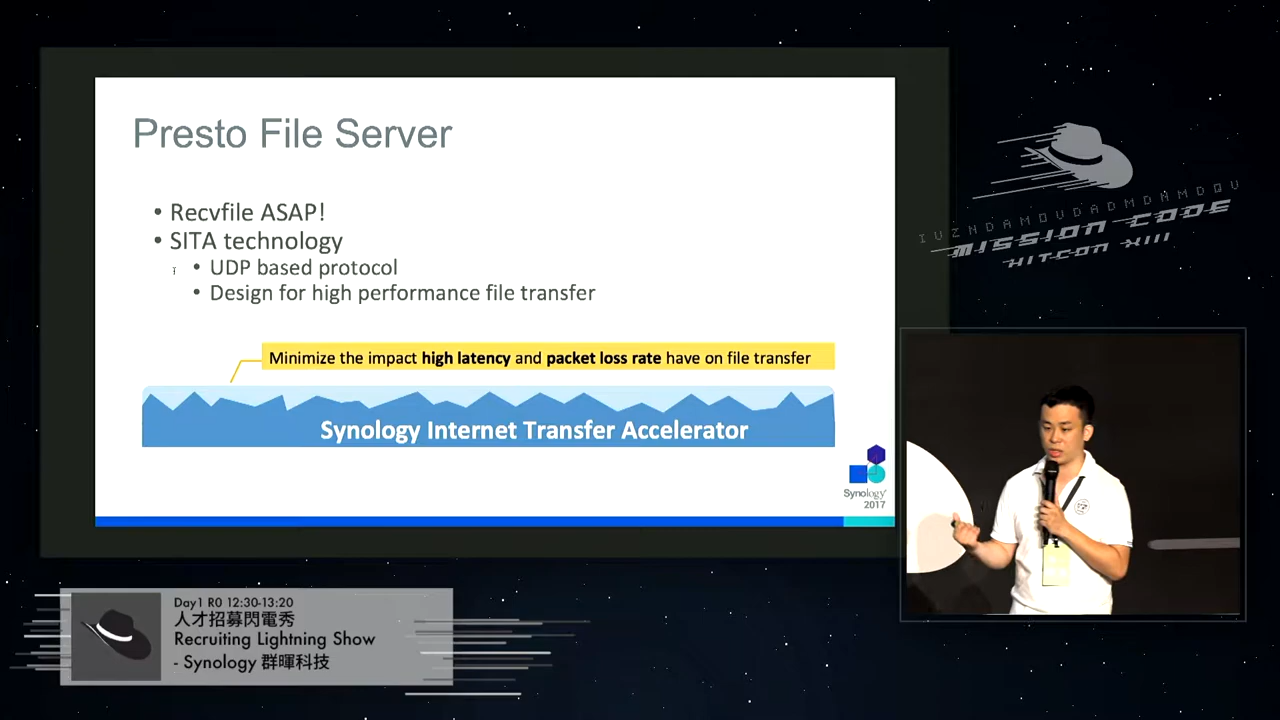 Presto File Server
• Recvfile ASAP!
• SITA technology
• UDP based protocol
• Design for high performance file transfer
Minimize the impact high latency and packet loss rate have on file transfer
Synology Internet Transfer Accelerator
Synology
2017
IUZNDAMOUDADMDNMDQU
MISSION CODE
HITCON XIII
Day1 R0 12:30-13:20
人才招募閃電秀
Recruiting Lightning Show
- Synology 群暉科技